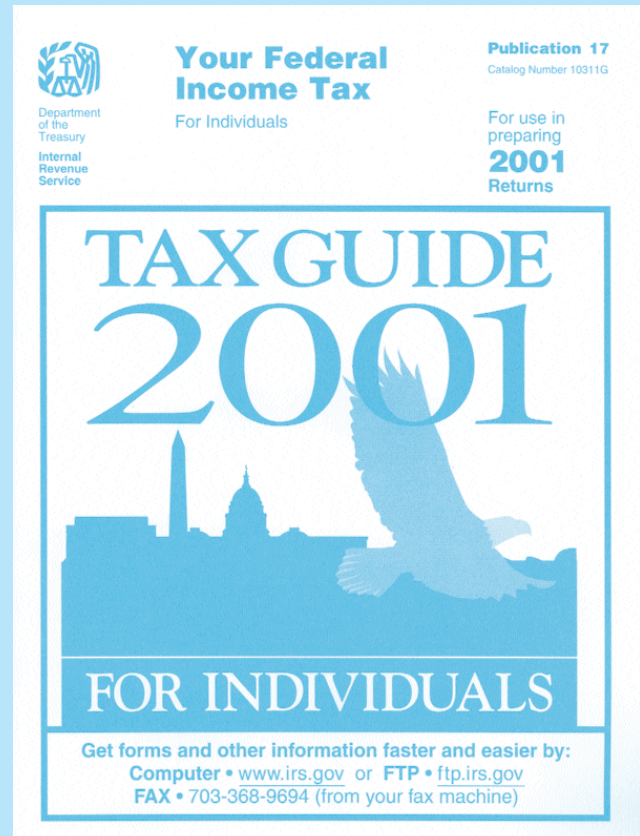 Department
of the
Treasury
Internal
Revenue
Service
Your Federal
Income Tax
For Individuals
Publication 17
Catalog Number 10311G
For use in
preparing
2001
Returns
TAX GUIDE
2001
FOR INDIVIDUALS
Get forms and other information faster and easier by:
Computer • www.irs.gov or FTP • ftp.irs.gov
FAX • 703-368-9694 (from your fax machine)